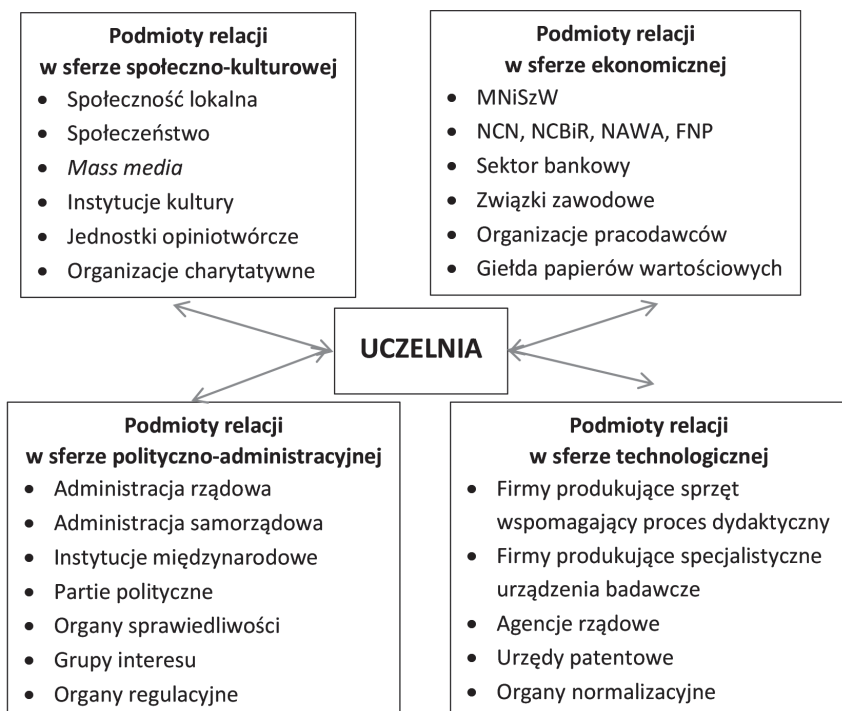 Podmioty relacji
w sferze społeczno-kulturowej
• Społeczność lokalna
• Społeczeństwo
• Mass media
• Instytucje kultury
• Jednostki opiniotwórcze
• Organizacje charytatywne
Podmioty relacji
w sferze ekonomicznej
• MNiSzW
• NCN, NCBiR, NAWA, FNP
• Sektor bankowy
• Związki zawodowe
• Organizacje pracodawców
• Giełda papierów wartościowych
UCZELNIA
Podmioty relacji
w sferze polityczno-administracyjnej
• Administracja rządowa
• Administracja samorządowa
• Instytucje międzynarodowe
• Partie polityczne
• Organy sprawiedliwości
• Grupy interesu
• Organy regulacyjne
Podmioty relacji
w sferze technologicznej
• Firmy produkujące sprzęt
wspomagający proces dydaktyczny
• Firmy produkujące specjalistyczne
urządzenia badawcze
• Agencje rządowe
• Urzędy patentowe
• Organy normalizacyjne